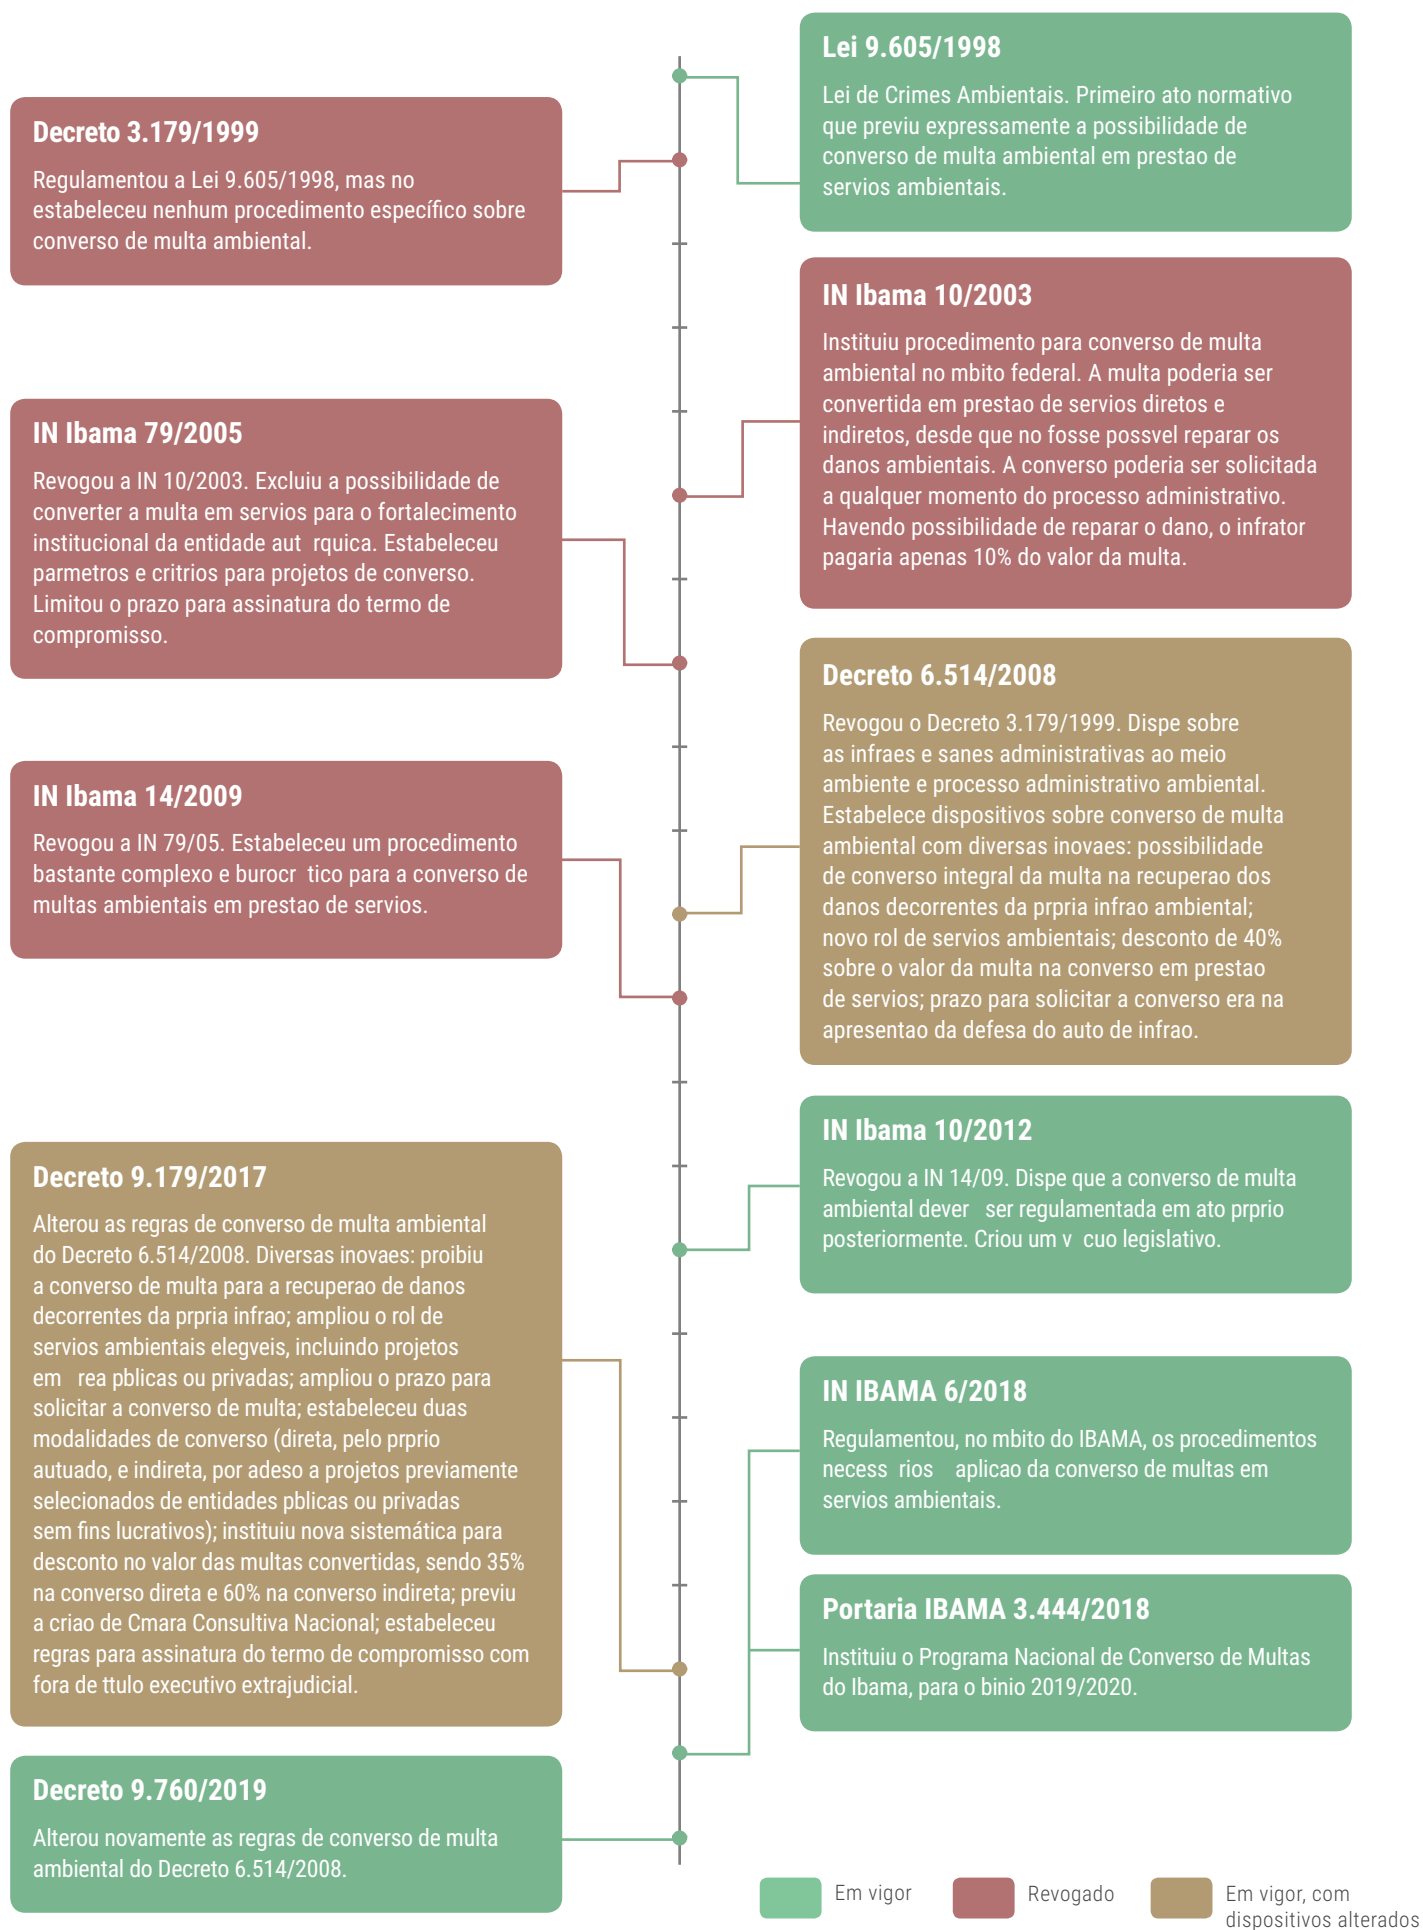 Lei 9.605/1998
Lei de Crimes Ambientais. Primeiro ato normativo
que previu expressamente a possibilidade de
converso de multa ambiental em prestao de
servios ambientais.
Decreto 3.179/1999
Regulamentou a Lei 9.605/1998, mas no
estabeleceu nenhum procedimento específico sobre
converso de multa ambiental.
IN Ibama 10/2003
Instituiu procedimento para converso de multa
ambiental no mbito federal. A multa poderia ser
convertida em prestao de servios diretos e
indiretos, desde que no fosse possvel reparar os
danos ambientais. A converso poderia ser solicitada
a qualquer momento do processo administrativo.
Havendo possibilidade de reparar o dano, o infrator
pagaria apenas 10% do valor da multa.
IN Ibama 79/2005
Revogou a IN 10/2003. Excluiu a possibilidade de
converter a multa em servios para o fortalecimento
institucional da entidade aut rquica. Estabeleceu
parmetros e critrios para projetos de converso.
Limitou o prazo para assinatura do termo de
compromisso.
Decreto 6.514/2008
Revogou o Decreto 3.179/1999. Dispe sobre
as infraes e sanes administrativas ao meio
ambiente e processo administrativo ambiental.
Estabelece dispositivos sobre converso de multa
ambiental com diversas inovaes: possibilidade
de converso integral da multa na recuperao dos
danos decorrentes da prpria infrao ambiental;
novo rol de servios ambientais; desconto de 40%
sobre o valor da multa na converso em prestao
de servios; prazo para solicitar a converso era na
apresentao da defesa do auto de infrao.
IN Ibama 14/2009
Revogou a IN 79/05. Estabeleceu um procedimento
bastante complexo e burocr tico para a converso de
multas ambientais em prestao de servios.
IN Ibama 10/2012
Revogou a IN 14/09. Dispe que a converso de multa
ambiental dever ser regulamentada em ato prprio
posteriormente. Criou um v cuo legislativo.
Decreto 9.179/2017
Alterou as regras de converso de multa ambiental
do Decreto 6.514/2008. Diversas inovaes: proibiu
a converso de multa para a recuperao de danos
decorrentes da prpria infrao; ampliou o rol de
servios ambientais elegveis, incluindo projetos
em rea pblicas ou privadas; ampliou o prazo para
solicitar a converso de multa; estabeleceu duas
modalidades de converso (direta, pelo prprio
autuado, e indireta, por adeso a projetos previamente
selecionados de entidades pblicas ou privadas
sem fins lucrativos); instituiu nova sistemática para
desconto no valor das multas convertidas, sendo 35%
na converso direta e 60% na converso indireta; previu
a criao de Cmara Consultiva Nacional; estabeleceu
regras para assinatura do termo de compromisso com
fora de ttulo executivo extrajudicial.
IN IBAMA 6/2018
Regulamentou, no mbito do IBAMA, os procedimentos
necess rios aplicao da converso de multas em
servios ambientais.
Portaria IBAMA 3.444/2018
Instituiu o Programa Nacional de Converso de Multas
do Ibama, para o binio 2019/2020.
Decreto 9.760/2019
Alterou novamente as regras de converso de multa
ambiental do Decreto 6.514/2008.
Em vigor
Revogado
Em vigor, com
dispositivos alterados